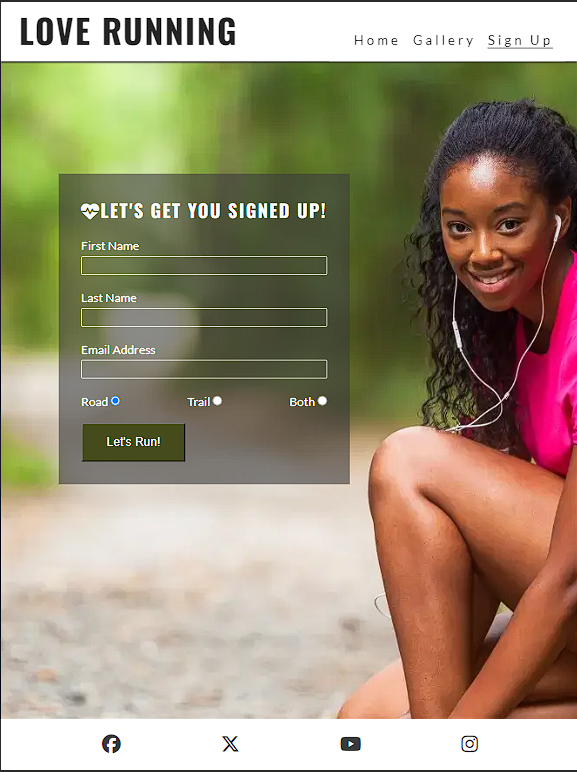 LOVE RUNNING
Home Gallery Sign Up
LET'S GET YOU SIGNED UP!
First Name
Last Name
Email Address
Road Trail Both
Let's Run!